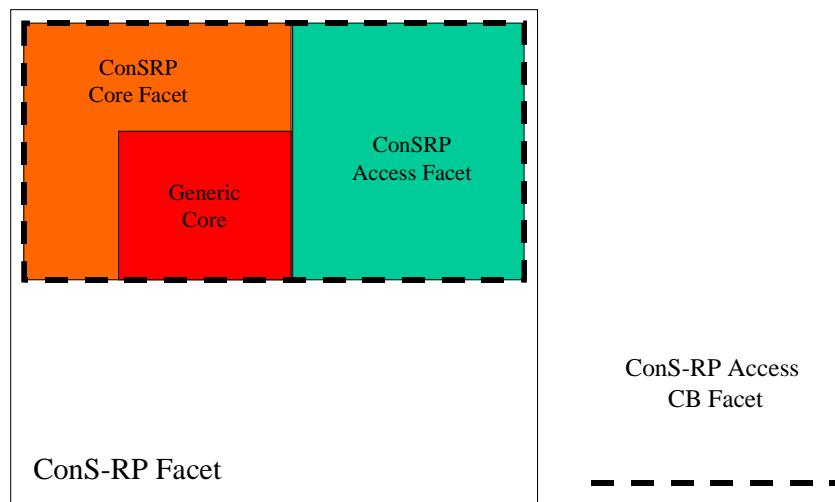 ConSRP
Core Facet
ConSRP
Access Facet
Generic
Core
ConS-RP Access
CB Facet
ConS-RP Facet